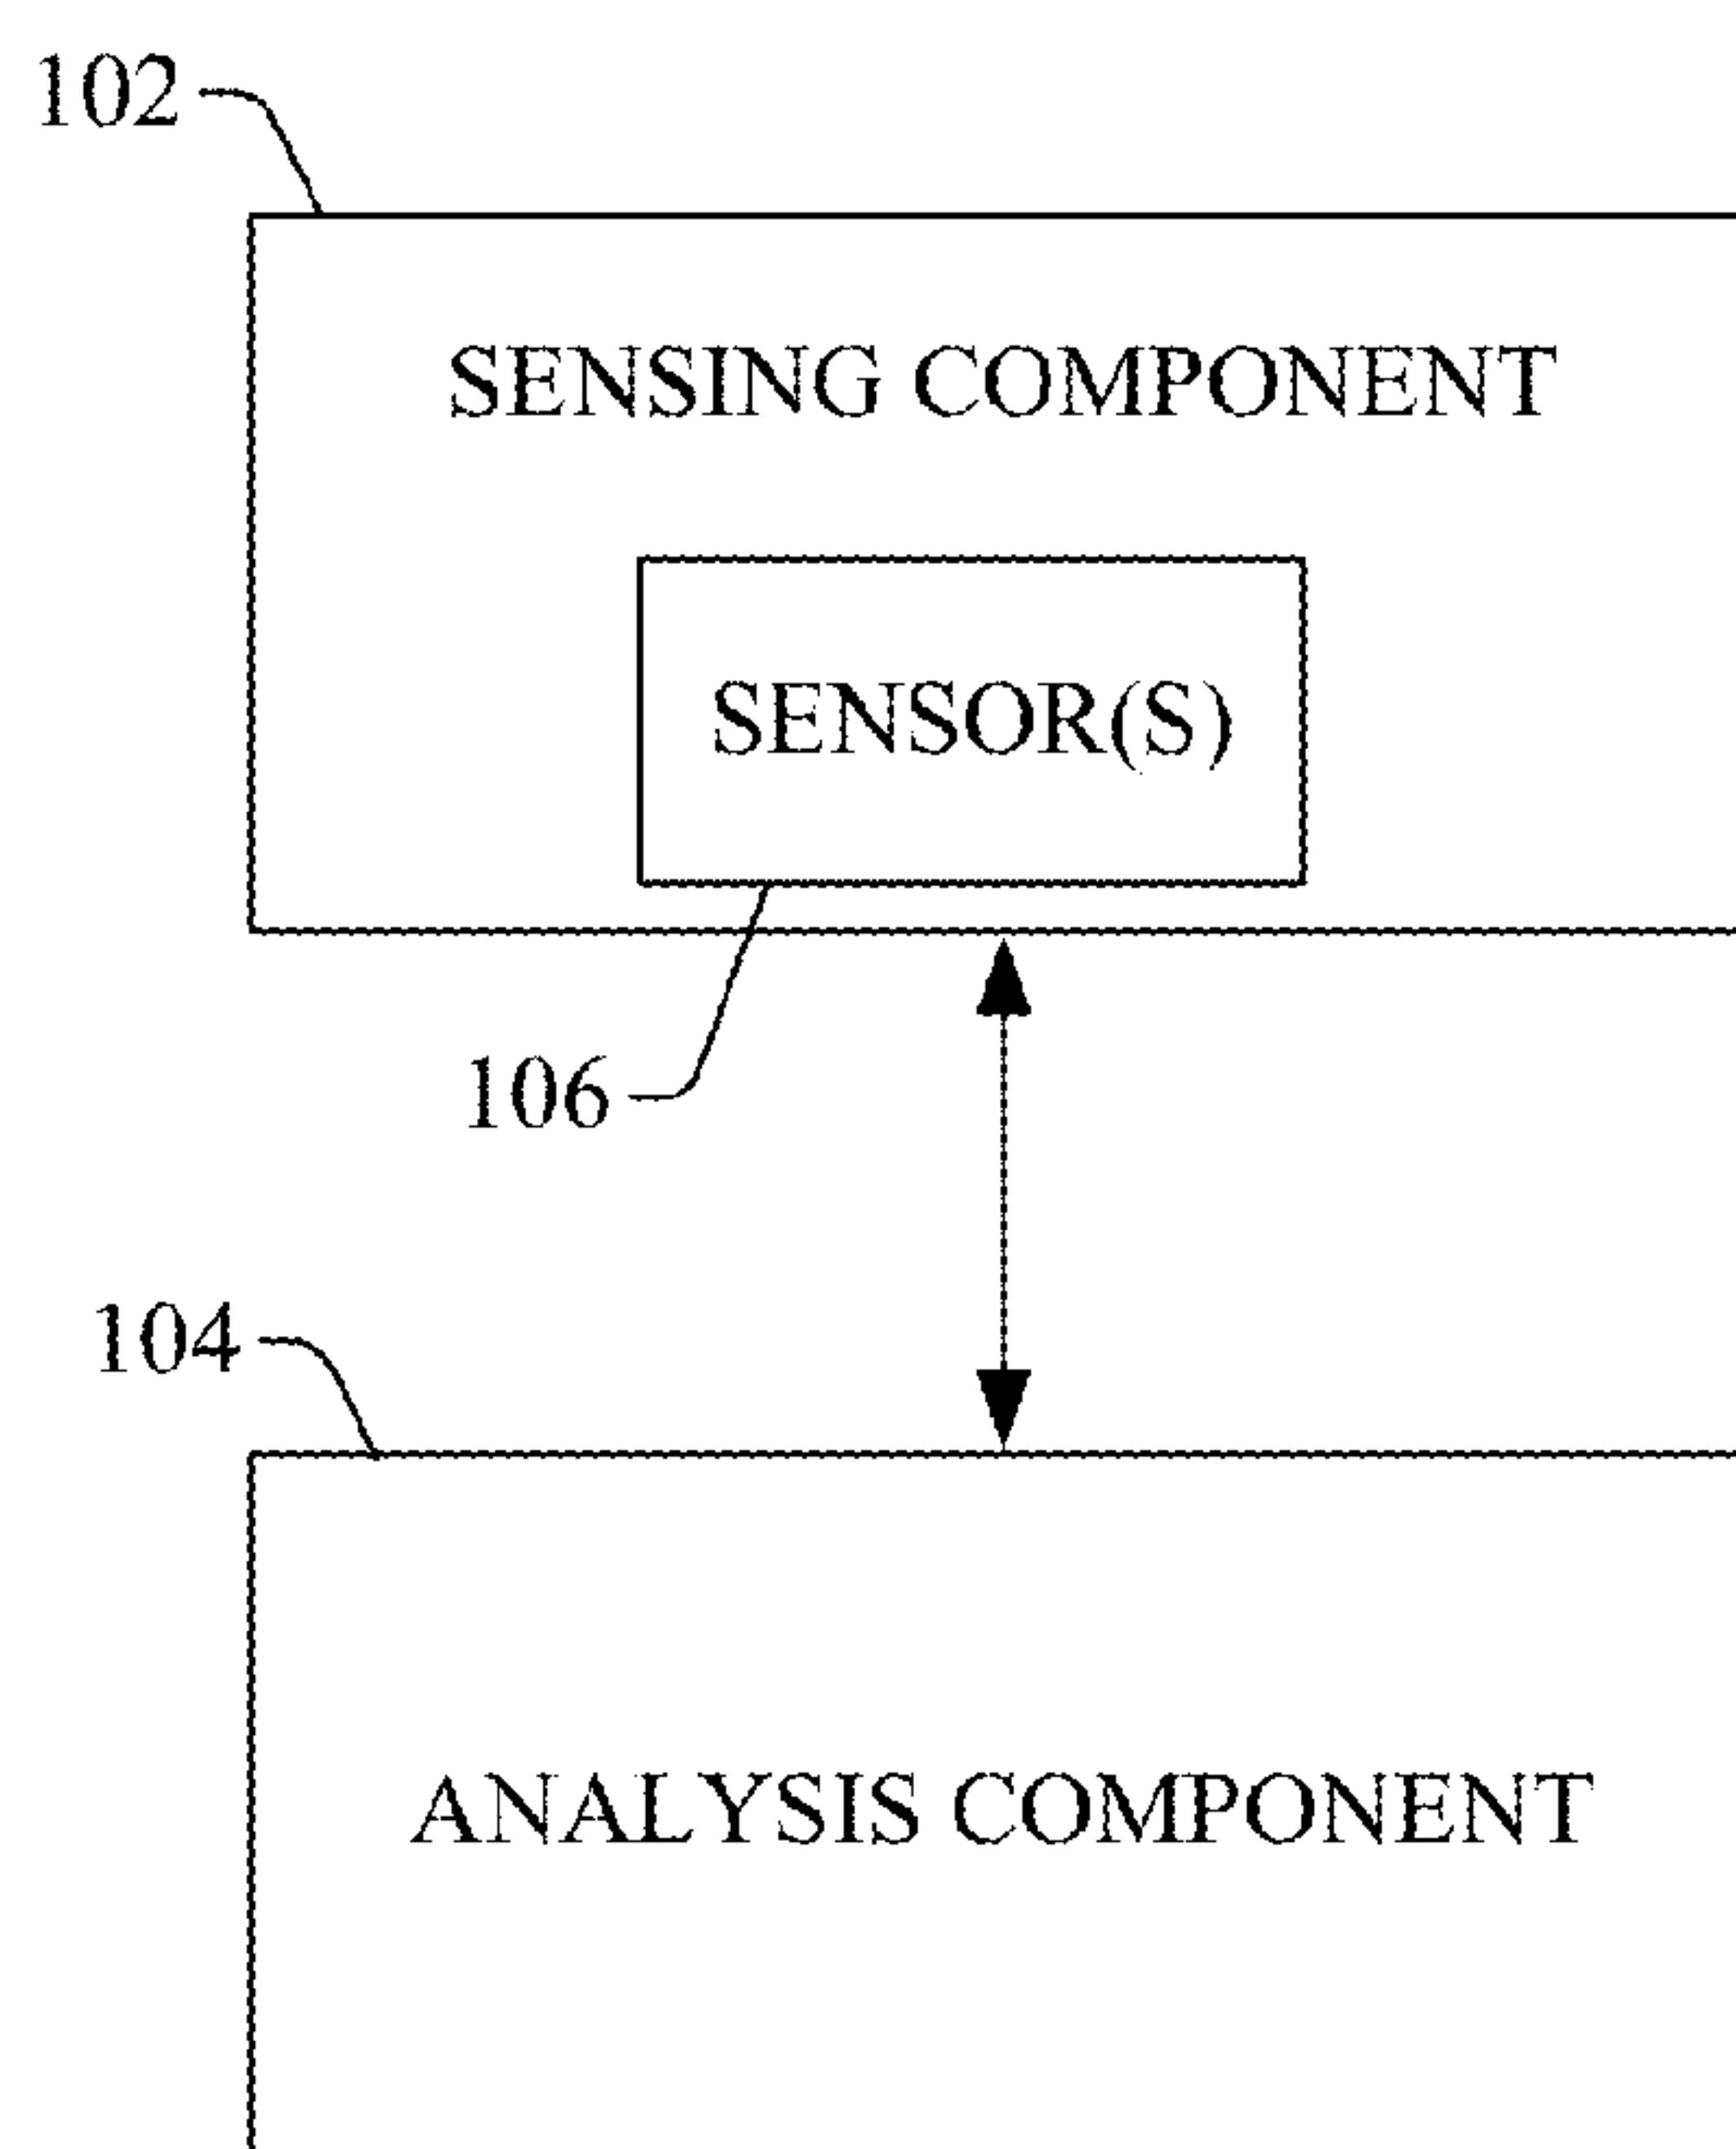 102
SENSING COMPONENT
SENSOR(S)
106
104
ANALYSIS COMPONENT